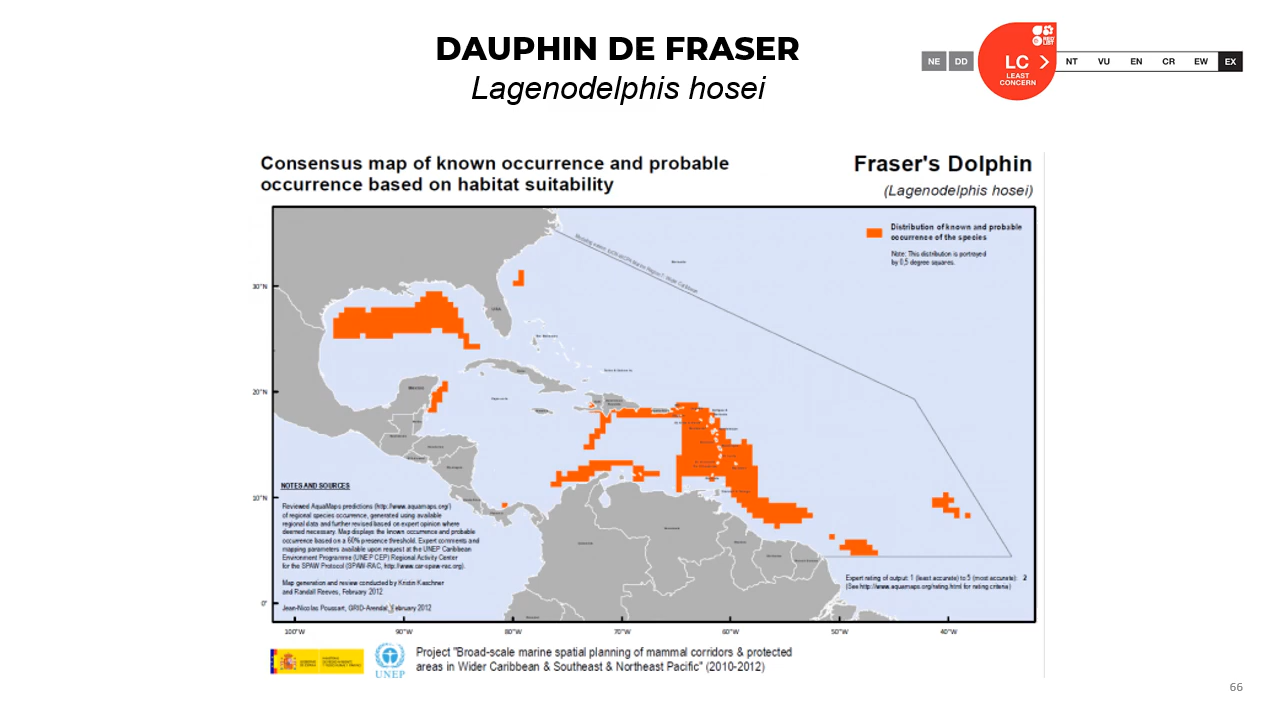 DAUPHIN DE FRASER
Lagenodelphis hosei
NE DD LC LEAST CONCERN NT VU EN CR EW EX
Consensus map of known occurrence and probable
occurrence based on habitat suitability
Fraser's Dolphin
(Lagenodelphis hosei)
Distribution of known and probable
occurrence of the species
Note: This distribution is portrayed
by 0,5 degree squares.
30°N
20°N
10°N
0°
NOTES AND SOURCES
Reviewed AquaMaps predictions (http://www.aquamaps.org/)
of regional species occurrence, generated using available
regional data and further revised based on expert opinion where
deemed necessary. Map displays the known occurrence and probable
occurrence based on a 60% presence threshold. Expert comments and
mapping parameters available upon request at the UNEP Caribbean
Environment Programme (UNEP CEP) Regional Activity Center
for the SPAW Protocol (SPAW-RAC, http://www.car-spaw-rac.org).
Map generation and review conducted by Kristin Kaschner
and Randall Reeves, February 2012
Jean-Nicolas Poussart, GRID-Arendal, February 2012
Expert rating of output: 1 (least accurate) to 5 (most accurate): 2
(See http://www.aquamaps.org/rating.html for rating criteria)
100°W 90°W 80°W 70°W 60°W 50°W 40°W
UNEP
Project "Broad-scale marine spatial planning of mammal corridors & protected
areas in Wider Caribbean & Southeast & Northeast Pacific" (2010-2012)
66